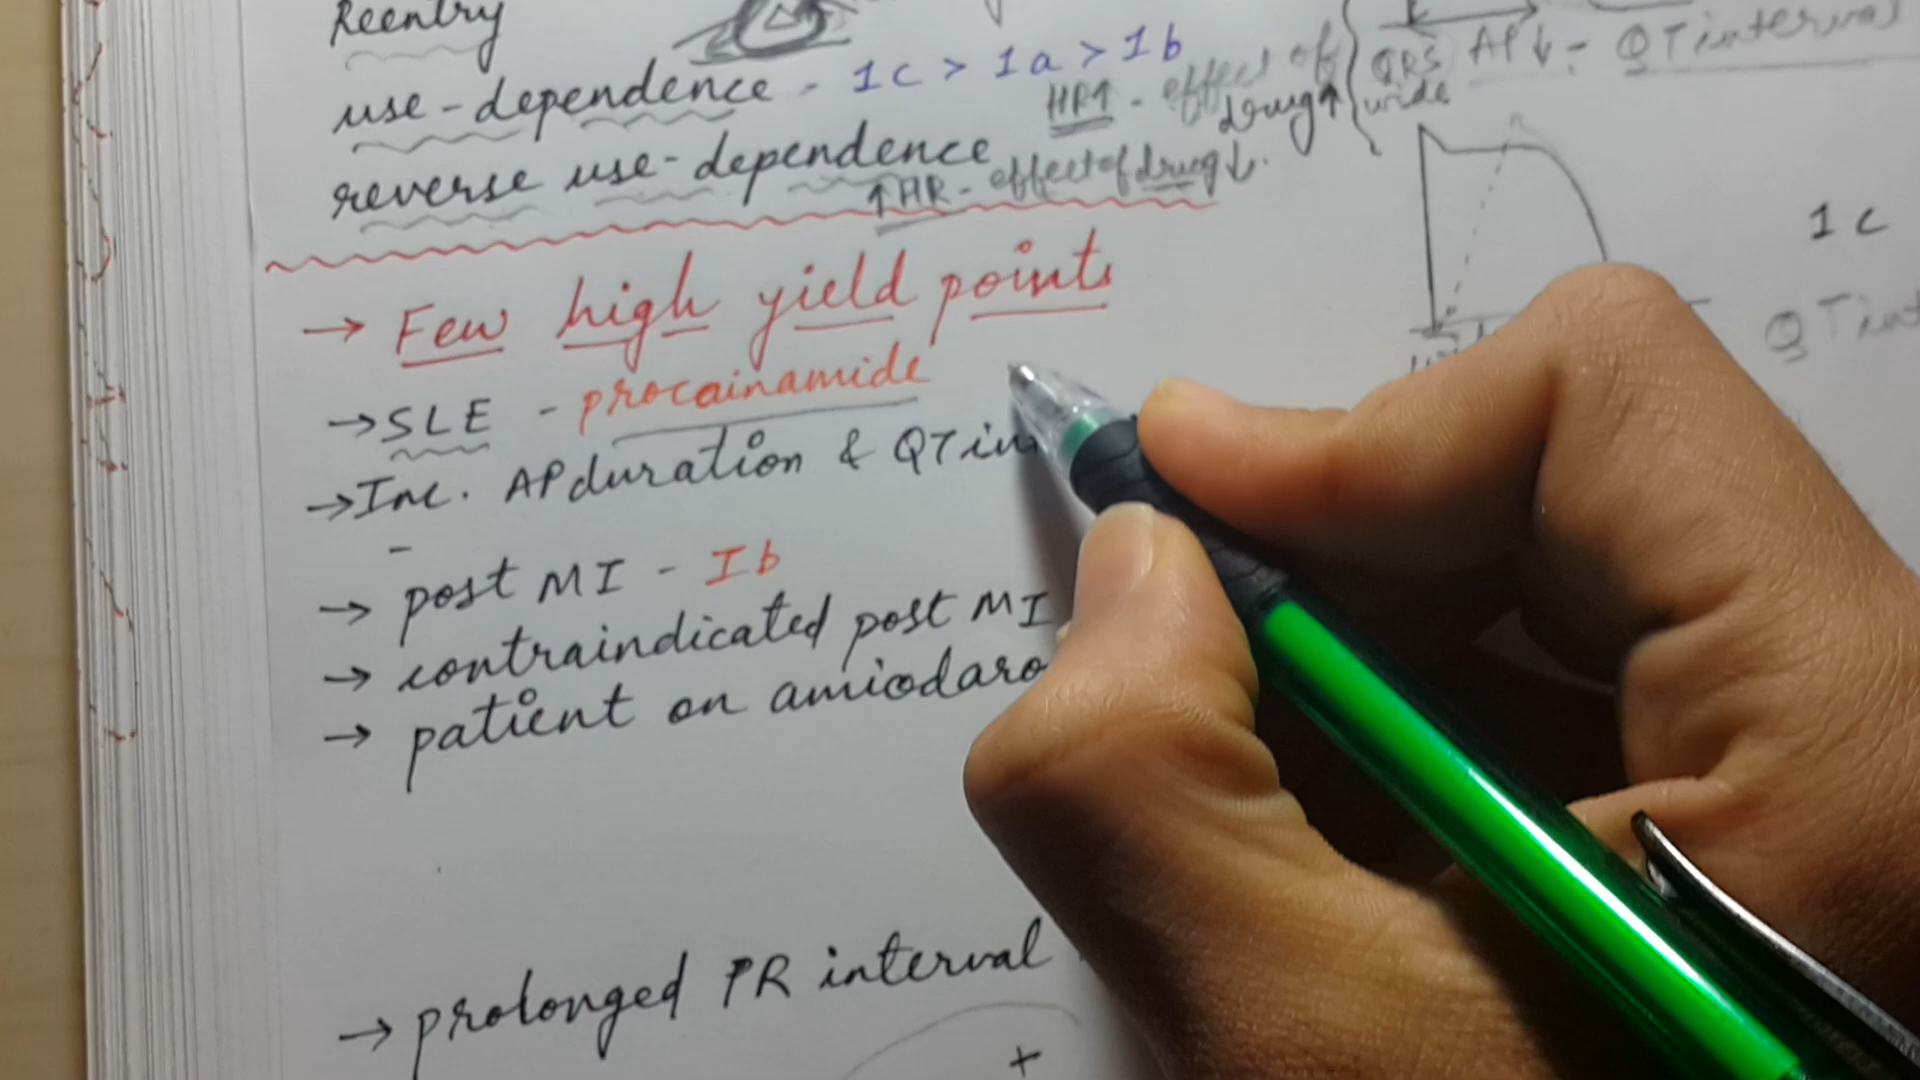 Reentry
use-dependence - 1c > 1a > 1b
HR↑ - effect of drug↑
reverse use-dependence
↑HR - effect of drug↓.
→ Few high yield points
→ SLE - procainamide
→ Inc. AP duration & QT in
-
→ post MI - Ib
→ contraindicated post MI
→ patient on amiodaro
→ prolonged PR interval
+
QRS wide
AP↓ - QT interval
1c
QT int